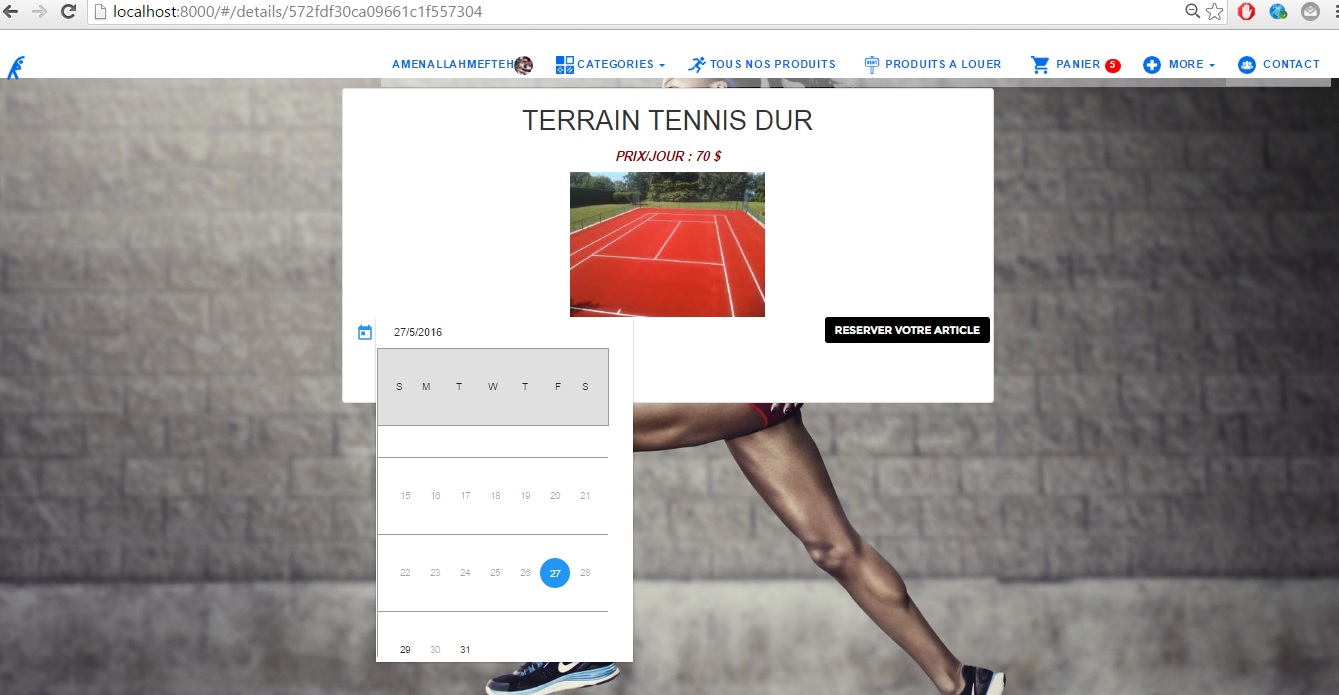 localhost:8000/#/details/572fdf30ca09661c1f557304
AMENALLAHMEFTEH CATEGORIES TOUS NOS PRODUITS PRODUITS A LOUER PANIER 5 MORE CONTACT
TERRAIN TENNIS DUR
PRIX/JOUR : 70 $
27/5/2016
RESERVER VOTRE ARTICLE
S M T W T F S
15 16 17 18 19 20 21
22 23 24 25 26 27 28
29 30 31